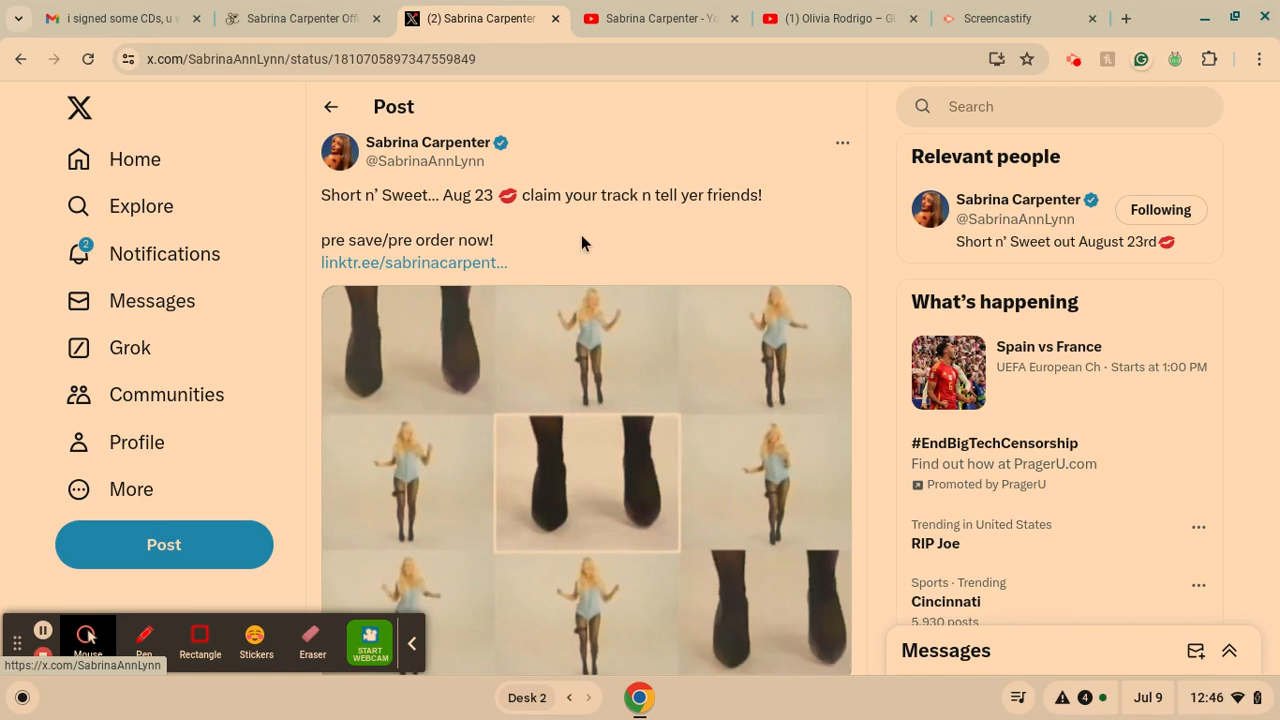 i signed some CDs, u w
Sabrina Carpenter Offi
(2) Sabrina Carpenter
Sabrina Carpenter - Yo
(1) Olivia Rodrigo – GU
Screencastify
x.com/SabrinaAnnLynn/status/1810705897347559849
Home
Explore
2
Notifications
Messages
Grok
Communities
Profile
More
Post
Post
Sabrina Carpenter
@SabrinaAnnLynn
Short n’ Sweet... Aug 23 💋 claim your track n tell yer friends!
pre save/pre order now!
linktr.ee/sabrinacarpent...
Search
Relevant people
Sabrina Carpenter
@SabrinaAnnLynn
Following
Short n’ Sweet out August 23rd💋
What’s happening
Spain vs France
UEFA European Ch · Starts at 1:00 PM
#EndBigTechCensorship
Find out how at PragerU.com
Promoted by PragerU
Trending in United States
RIP Joe
Sports · Trending
Cincinnati
5,930 posts
Messages
Mouse
Pen
Rectangle
Stickers
Eraser
START
WEBCAM
https://x.com/SabrinaAnnLynn
Desk 2
4
Jul 9
12:46